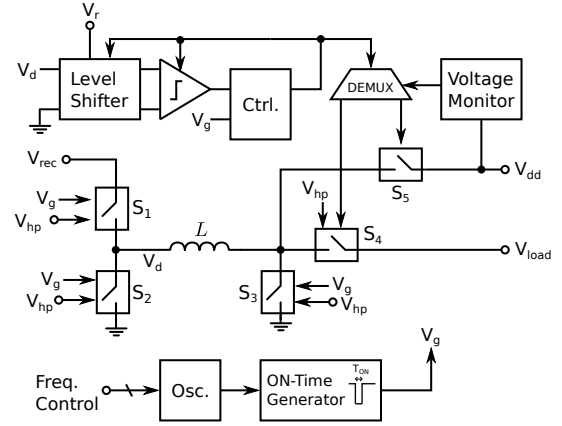 Vr
Vd
Level
Shifter
Ctrl.
Vg
DEMUX
Voltage
Monitor
Vrec
Vdd
S5
Vhp
Vg
S1
Vhp
L
S4
Vload
Vd
Vg
S2
Vhp
S3
Vg
Vhp
Freq.
Control
Osc.
ON-Time
Generator
TON
Vg